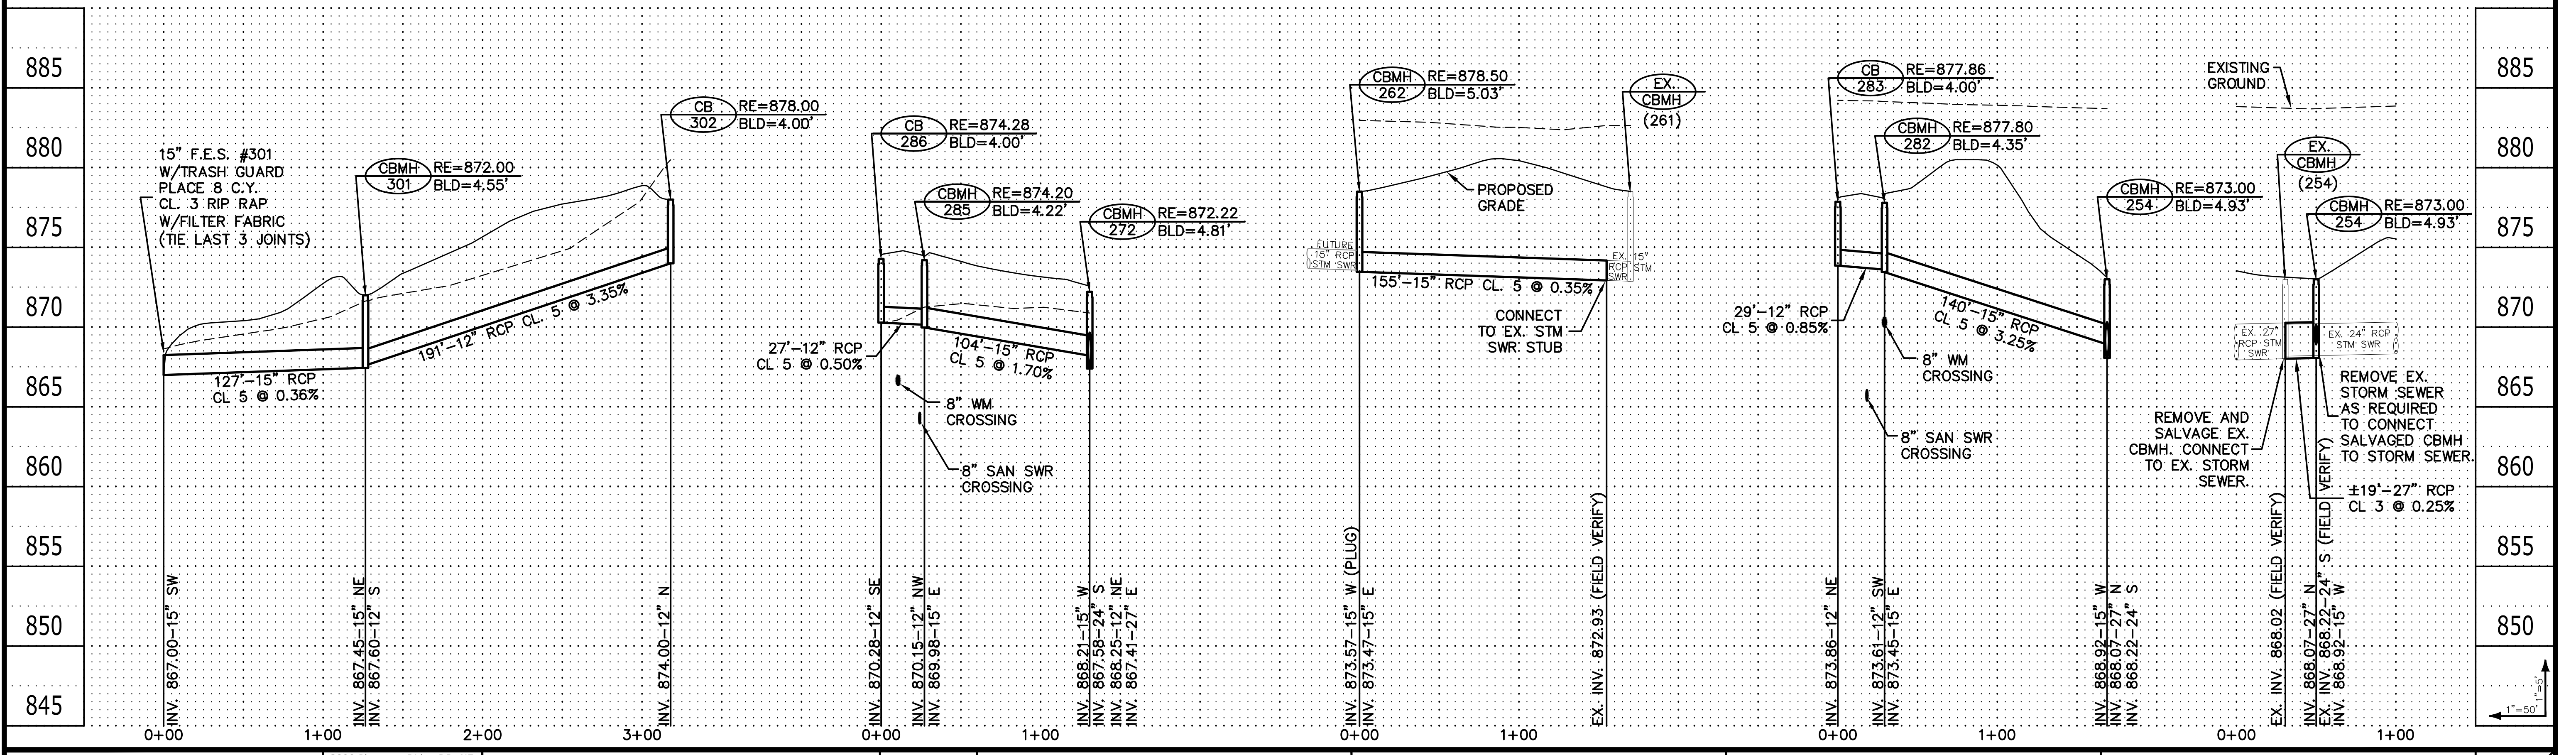 885
880
875
870
865
860
855
850
845
15" F.E.S. #301
W/TRASH GUARD
PLACE 8 C.Y.
CL. 3 RIP RAP
W/FILTER FABRIC
(TIE LAST 3 JOINTS)
CBMH
301
RE=872.00
BLD=4.55'
CB
302
RE=878.00
BLD=4.00'
127'-15" RCP
CL 5 @ 0.36%
191'-12" RCP CL. 5 @ 3.35%
INV. 867.00-15" SW
INV. 867.45-15" NE
INV. 867.60-12" S
INV. 874.00-12" N
0+00
1+00
2+00
3+00
CB
286
RE=874.28
BLD=4.00'
CBMH
285
RE=874.20
BLD=4.22'
CBMH
272
RE=872.22
BLD=4.81'
27'-12" RCP
CL 5 @ 0.50%
104'-15" RCP
CL 5 @ 1.70%
8" WM
CROSSING
8" SAN SWR
CROSSING
INV. 870.28-12" SE
INV. 870.15-12" NW
INV. 869.98-15" E
INV. 868.21-15" W
INV. 867.58-24" S
INV. 868.25-12" NE
INV. 867.41-27" E
0+00
1+00
CBMH
262
RE=878.50
BLD=5.03'
EX.
CBMH
(261)
PROPOSED
GRADE
FUTURE
15" RCP
STM SWR
EX. 15"
RCP STM
SWR
155'-15" RCP CL. 5 @ 0.35%
CONNECT
TO EX. STM
SWR STUB
INV. 873.57-15" W (PLUG)
INV. 873.47-15" E
EX. INV. 872.93 (FIELD VERIFY)
0+00
1+00
CB
283
RE=877.86
BLD=4.00'
CBMH
282
RE=877.80
BLD=4.35'
CBMH
254
RE=873.00
BLD=4.93'
29'-12" RCP
CL 5 @ 0.85%
140'-15" RCP
CL 5 @ 3.25%
8" WM
CROSSING
8" SAN SWR
CROSSING
INV. 873.86-12" NE
INV. 873.61-12" SW
INV. 873.45-15" E
INV. 868.92-15" W
INV. 868.07-27" N
INV. 868.22-24" S
0+00
1+00
EXISTING
GROUND
EX.
CBMH
(254)
CBMH
254
RE=873.00
BLD=4.93'
EX. 27"
RCP STM
SWR
EX. 24" RCP
STM SWR
REMOVE AND
SALVAGE EX.
CBMH. CONNECT
TO EX. STORM
SEWER.
REMOVE EX.
STORM SEWER
AS REQUIRED
TO CONNECT
SALVAGED CBMH
TO STORM SEWER.
±19'-27" RCP
CL 3 @ 0.25%
EX. INV. 868.02 (FIELD VERIFY)
INV. 868.07-27" N
EX. INV. 868.22-24" S (FIELD VERIFY)
INV. 868.92-15" W
0+00
1+00
885
880
875
870
865
860
855
850
845
1"=5'
1"=50'